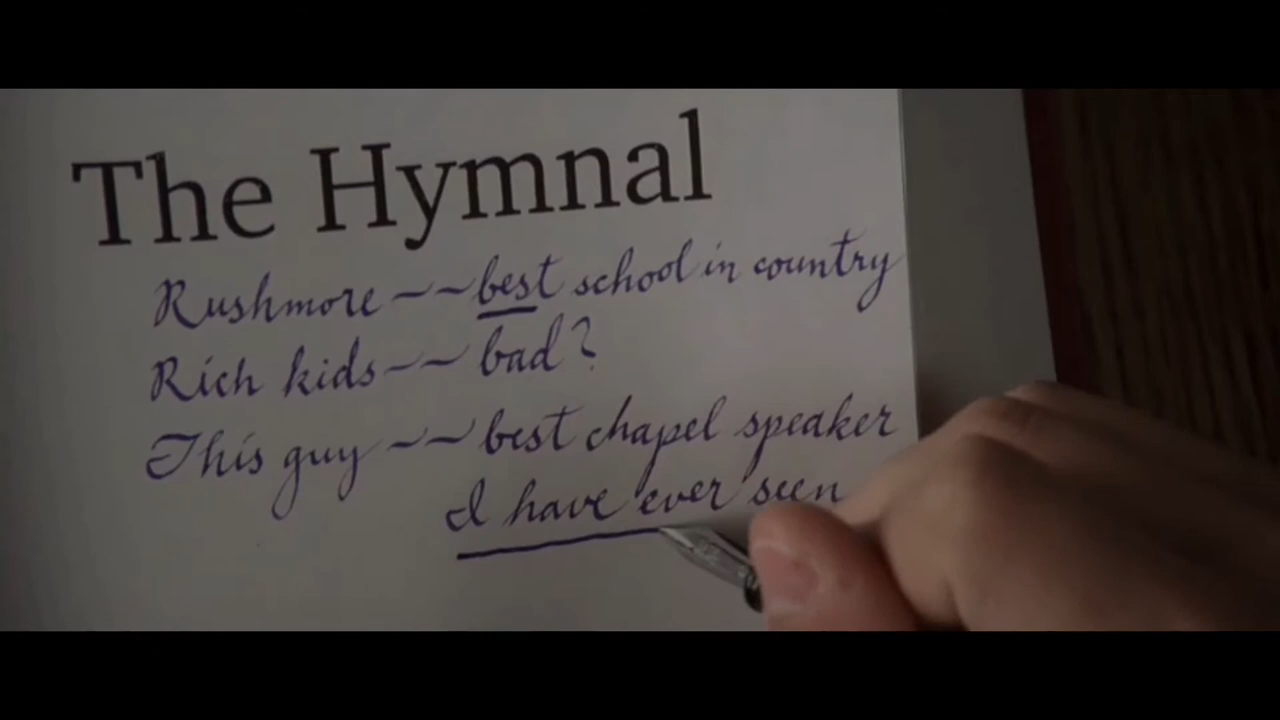 The Hymnal
Rushmore -- best school in country
Rich kids -- bad?
This guy -- best chapel speaker
I have ever seen